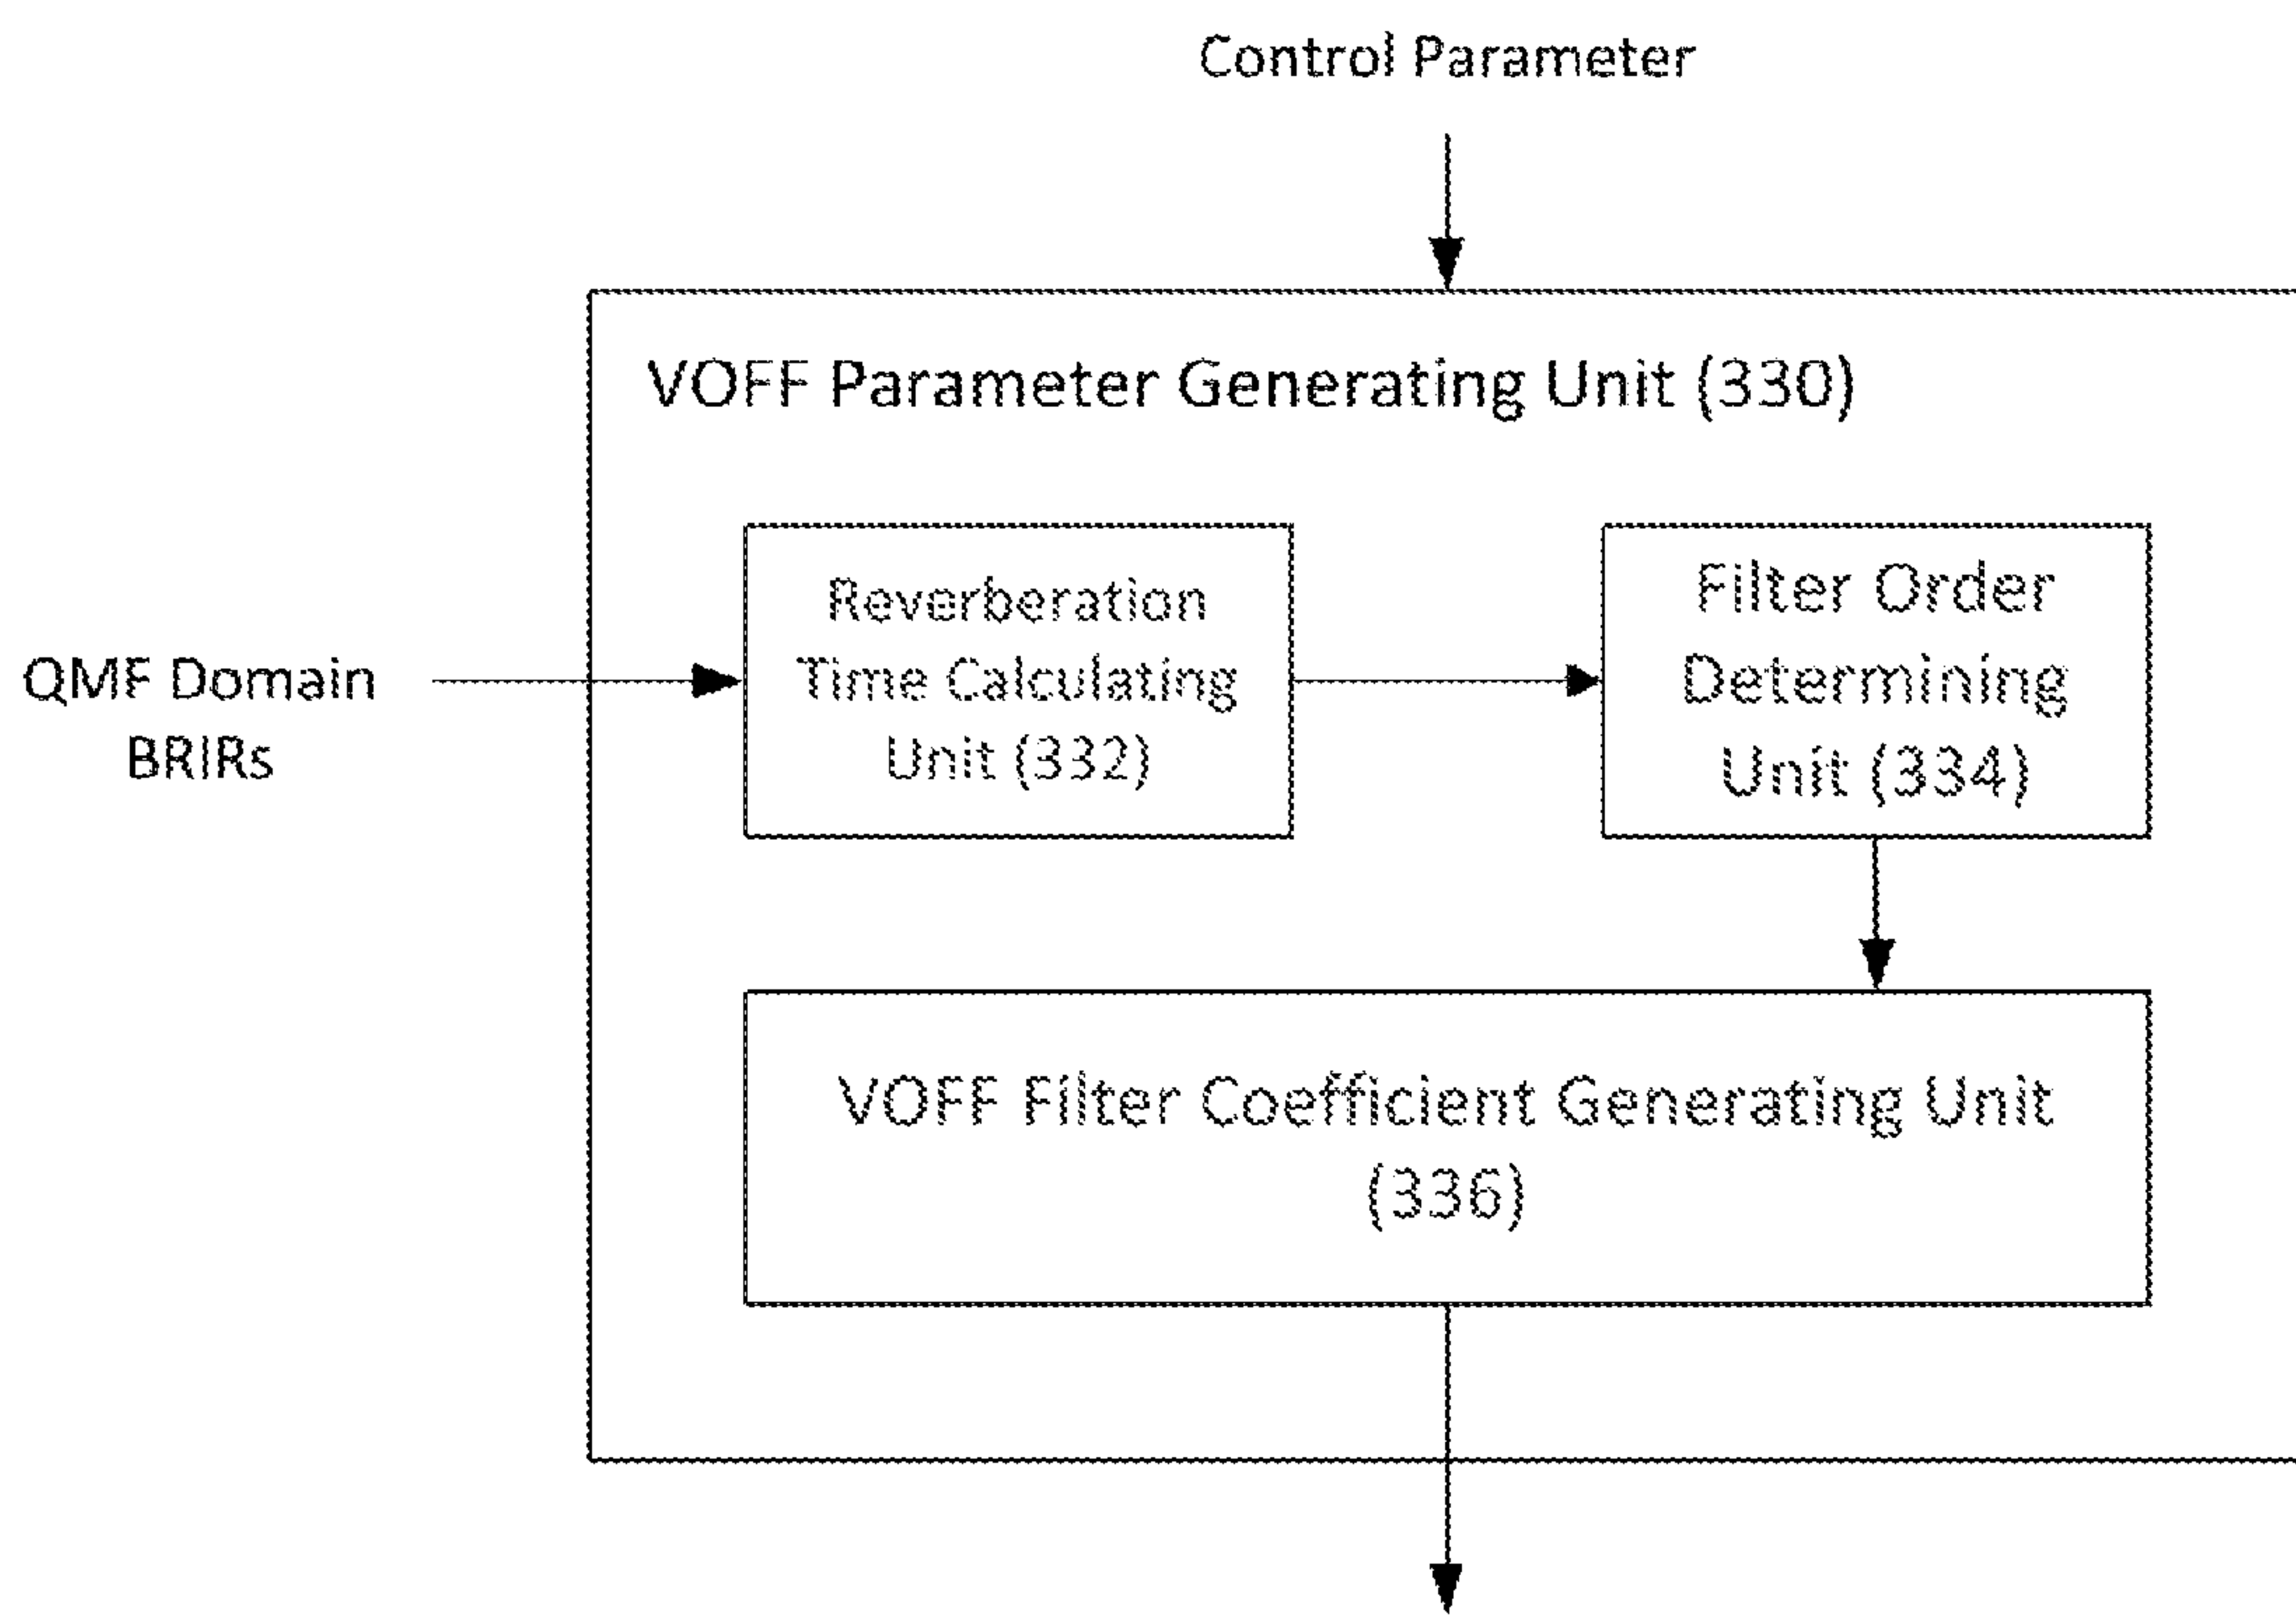 Control Parameter
VOFF Parameter Generating Unit (330)
Reverberation
Time Calculating
Unit (332)
Filter Order
Determining
Unit (334)
QMF Domain
BRIRs
VOFF Filter Coefficient Generating Unit
(336)